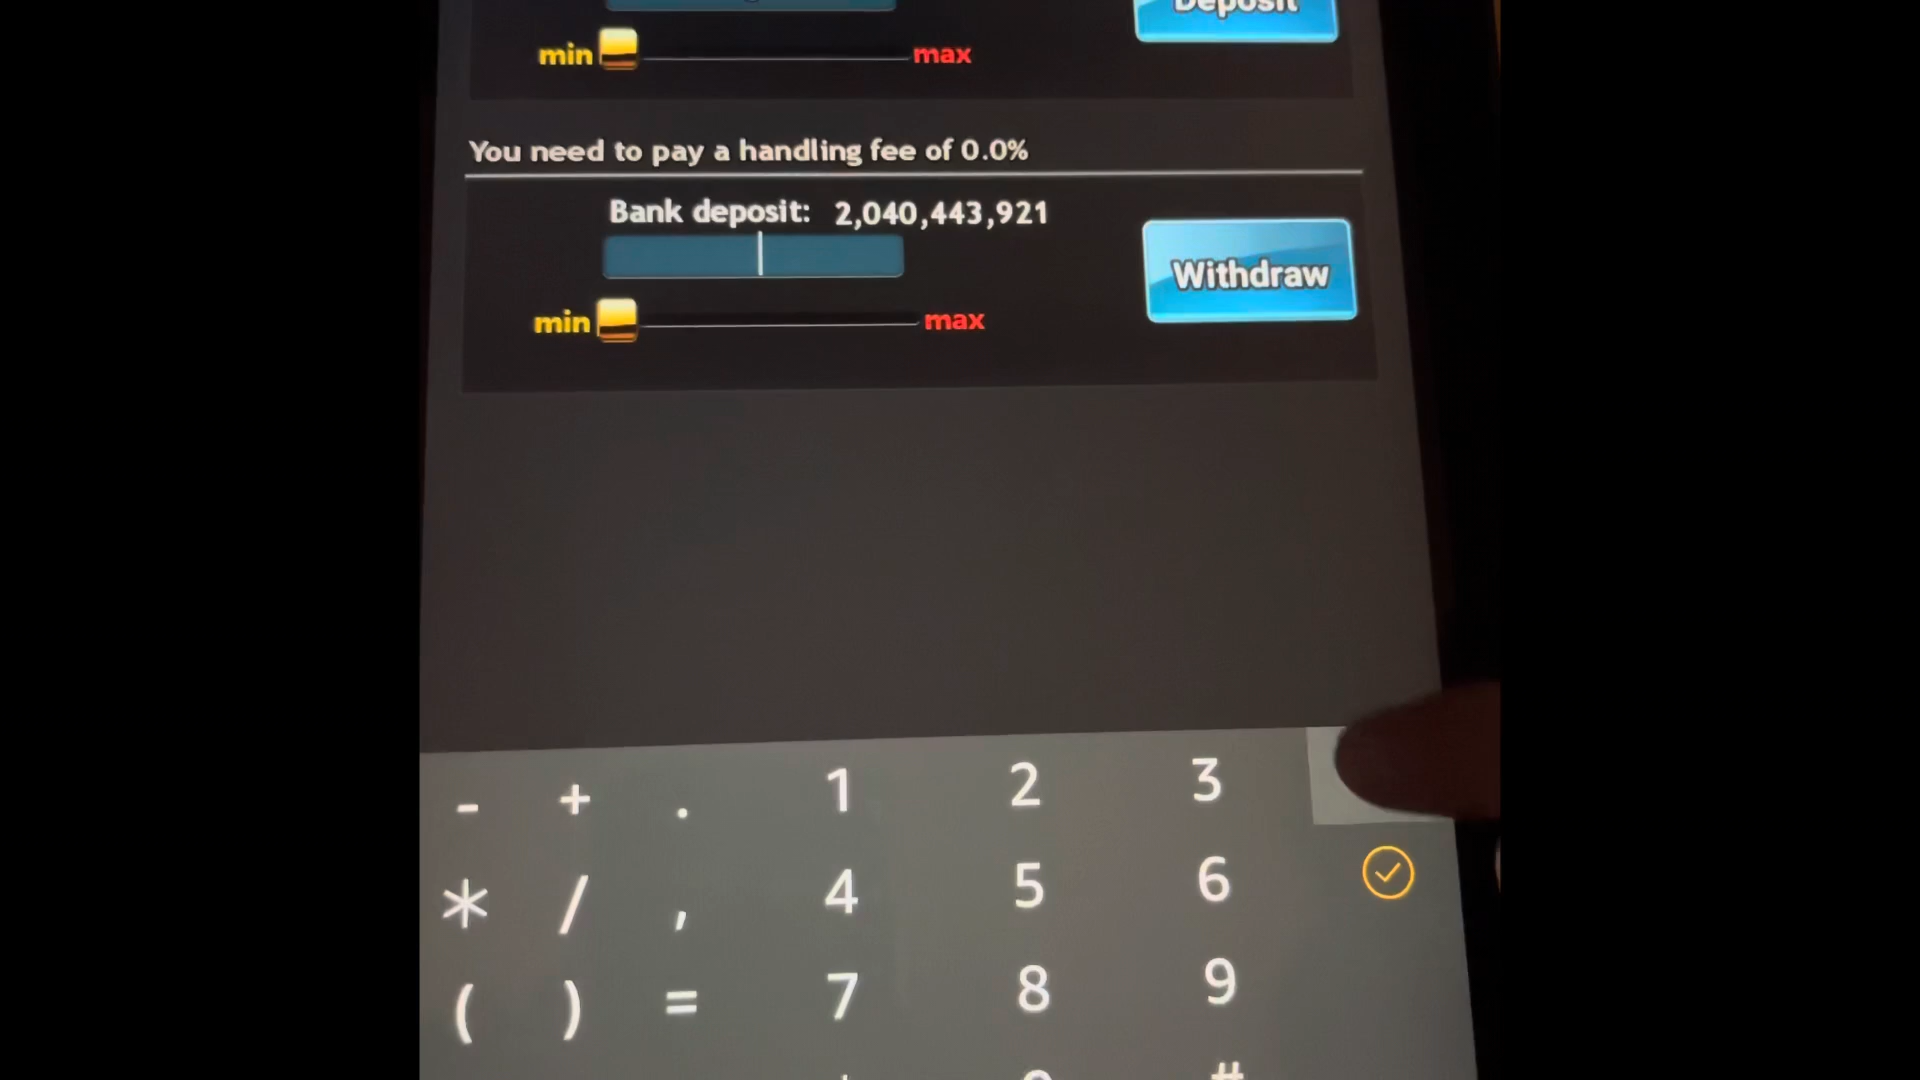 Deposit
min max
You need to pay a handling fee of 0.0%
Bank deposit: 2,040,443,921
Withdraw
min max
- + . 1 2 3
* / , 4 5 6
( ) = 7 8 9
#